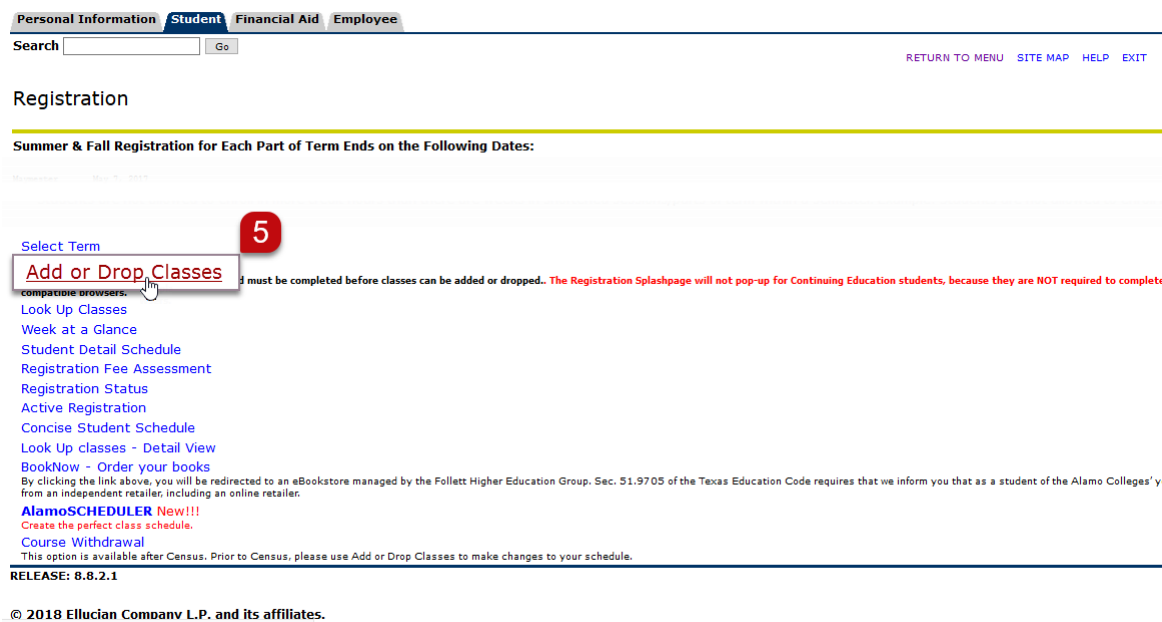 Personal Information Student Financial Aid Employee
Search Go
RETURN TO MENU SITE MAP HELP EXIT
Registration
Summer & Fall Registration for Each Part of Term Ends on the Following Dates:
5
Select Term
Add or Drop Classes
must be completed before classes can be added or dropped.. The Registration Splashpage will not pop-up for Continuing Education students, because they are NOT required to complete
compatible browsers.
Look Up Classes
Week at a Glance
Student Detail Schedule
Registration Fee Assessment
Registration Status
Active Registration
Concise Student Schedule
Look Up classes - Detail View
BookNow - Order your books
By clicking the link above, you will be redirected to an eBookstore managed by the Follett Higher Education Group. Sec. 51.9705 of the Texas Education Code requires that we inform you that as a student of the Alamo Colleges' y
from an independent retailer, including an online retailer.
AlamoSCHEDULER New!!!
Create the perfect class schedule.
Course Withdrawal
This option is available after Census. Prior to Census, please use Add or Drop Classes to make changes to your schedule.
RELEASE: 8.8.2.1
© 2018 Ellucian Company L.P. and its affiliates.